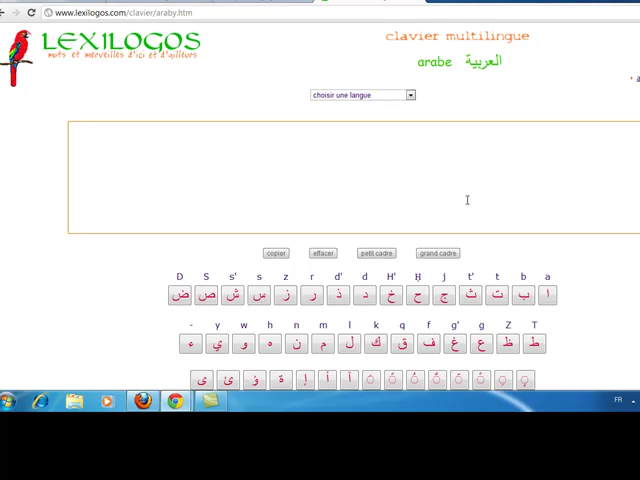 www.lexilogos.com/clavier/araby.htm
LEXILOGOS
mots et merveilles d'ici et d'ailleurs
clavier multilingue
arabe العربية
choisir une langue
copier effacer petit cadre grand cadre
D S s' s z r d' d H' Ḥ j t' t b a
ض ص ش س ز ر ذ د خ ح ج ث ت ب ا
- y w h n m l k q f g' g Z T
ء ي و ه ن م ل ك ق ف غ ع ظ ط
ى ئ ؤ ة إ أ آ
FR